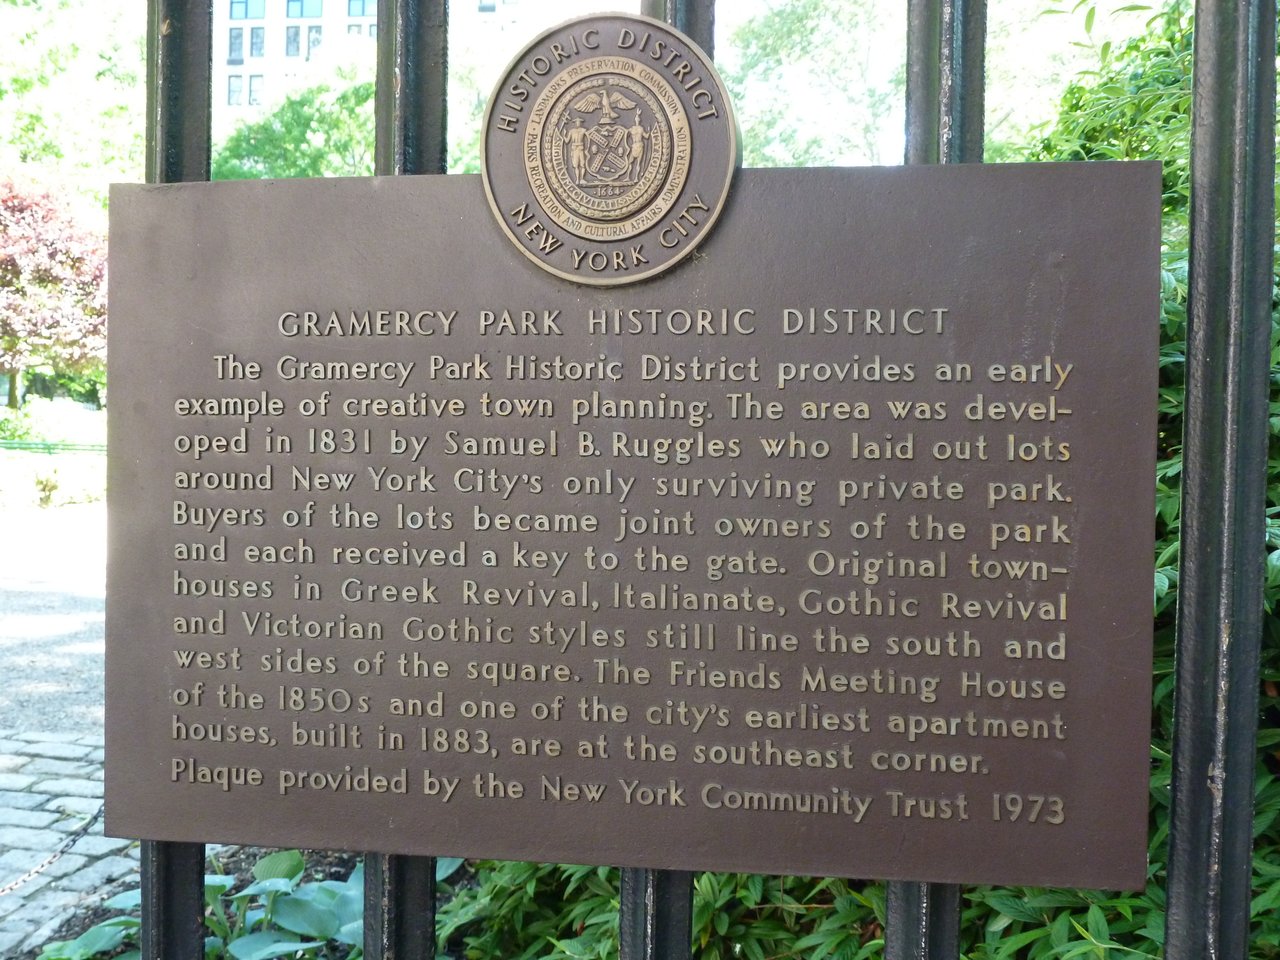 HISTORIC DISTRICT
LANDMARKS PRESERVATION COMMISSION
PARKS RECREATION AND CULTURAL AFFAIRS ADMINISTRATION
1664
NEW YORK CITY
GRAMERCY PARK HISTORIC DISTRICT
The Gramercy Park Historic District provides an early
example of creative town planning. The area was devel-
oped in 1831 by Samuel B. Ruggles who laid out lots
around New York City's only surviving private park.
Buyers of the lots became joint owners of the park
and each received a key to the gate. Original town-
houses in Greek Revival, Italianate, Gothic Revival
and Victorian Gothic styles still line the south and
west sides of the square. The Friends Meeting House
of the 1850s and one of the city's earliest apartment
houses, built in 1883, are at the southeast corner.
Plaque provided by the New York Community Trust 1973